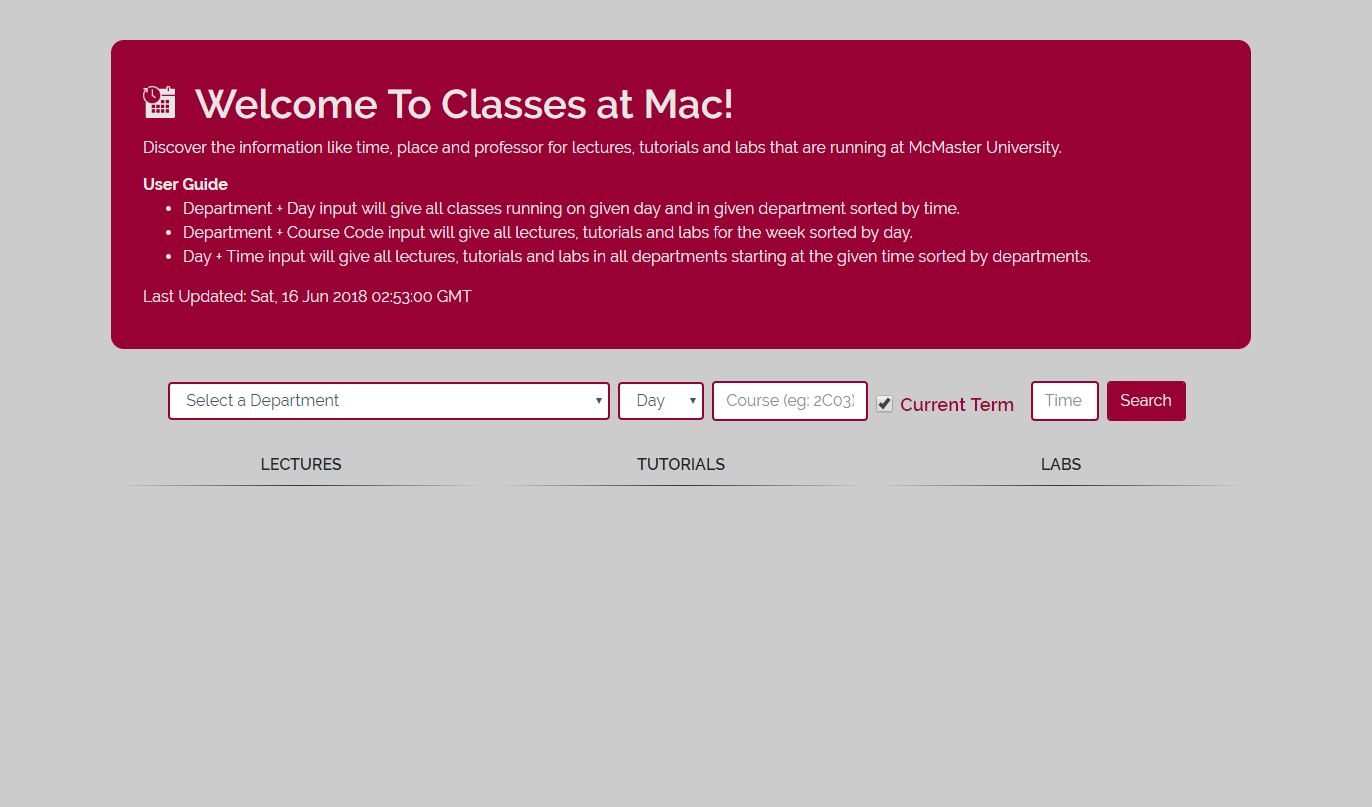 Welcome To Classes at Mac!
Discover the information like time, place and professor for lectures, tutorials and labs that are running at McMaster University.
User Guide
Department + Day input will give all classes running on given day and in given department sorted by time.
Department + Course Code input will give all lectures, tutorials and labs for the week sorted by day.
Day + Time input will give all lectures, tutorials and labs in all departments starting at the given time sorted by departments.
Last Updated: Sat, 16 Jun 2018 02:53:00 GMT
Select a Department Day Course (eg: 2C03) Current Term Time Search
LECTURES TUTORIALS LABS